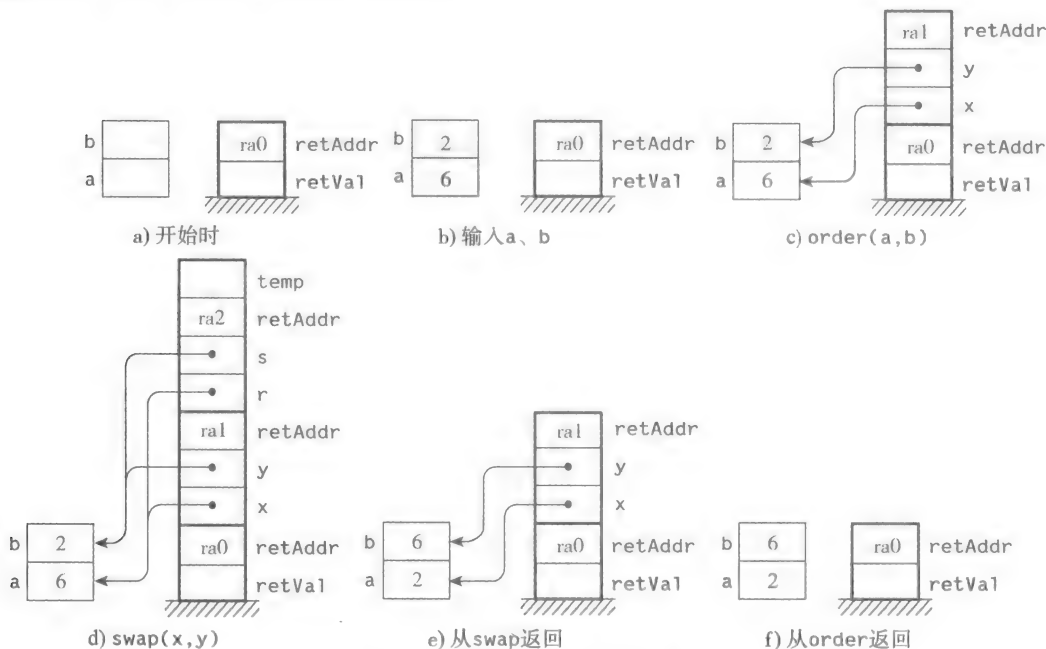 b
a
ra0 retAddr
retVal
a) 开始时
b 2
a 6
ra0 retAddr
retVal
b) 输入a、b
ra1 retAddr
y
x
b 2
a 6
ra0 retAddr
retVal
c) order(a,b)
temp
ra2 retAddr
s
r
ra1 retAddr
y
x
b 2
a 6
ra0 retAddr
retVal
d) swap(x,y)
ra1 retAddr
y
x
b 6
a 2
ra0 retAddr
retVal
e) 从swap返回
b 6
a 2
ra0 retAddr
retVal
f) 从order返回